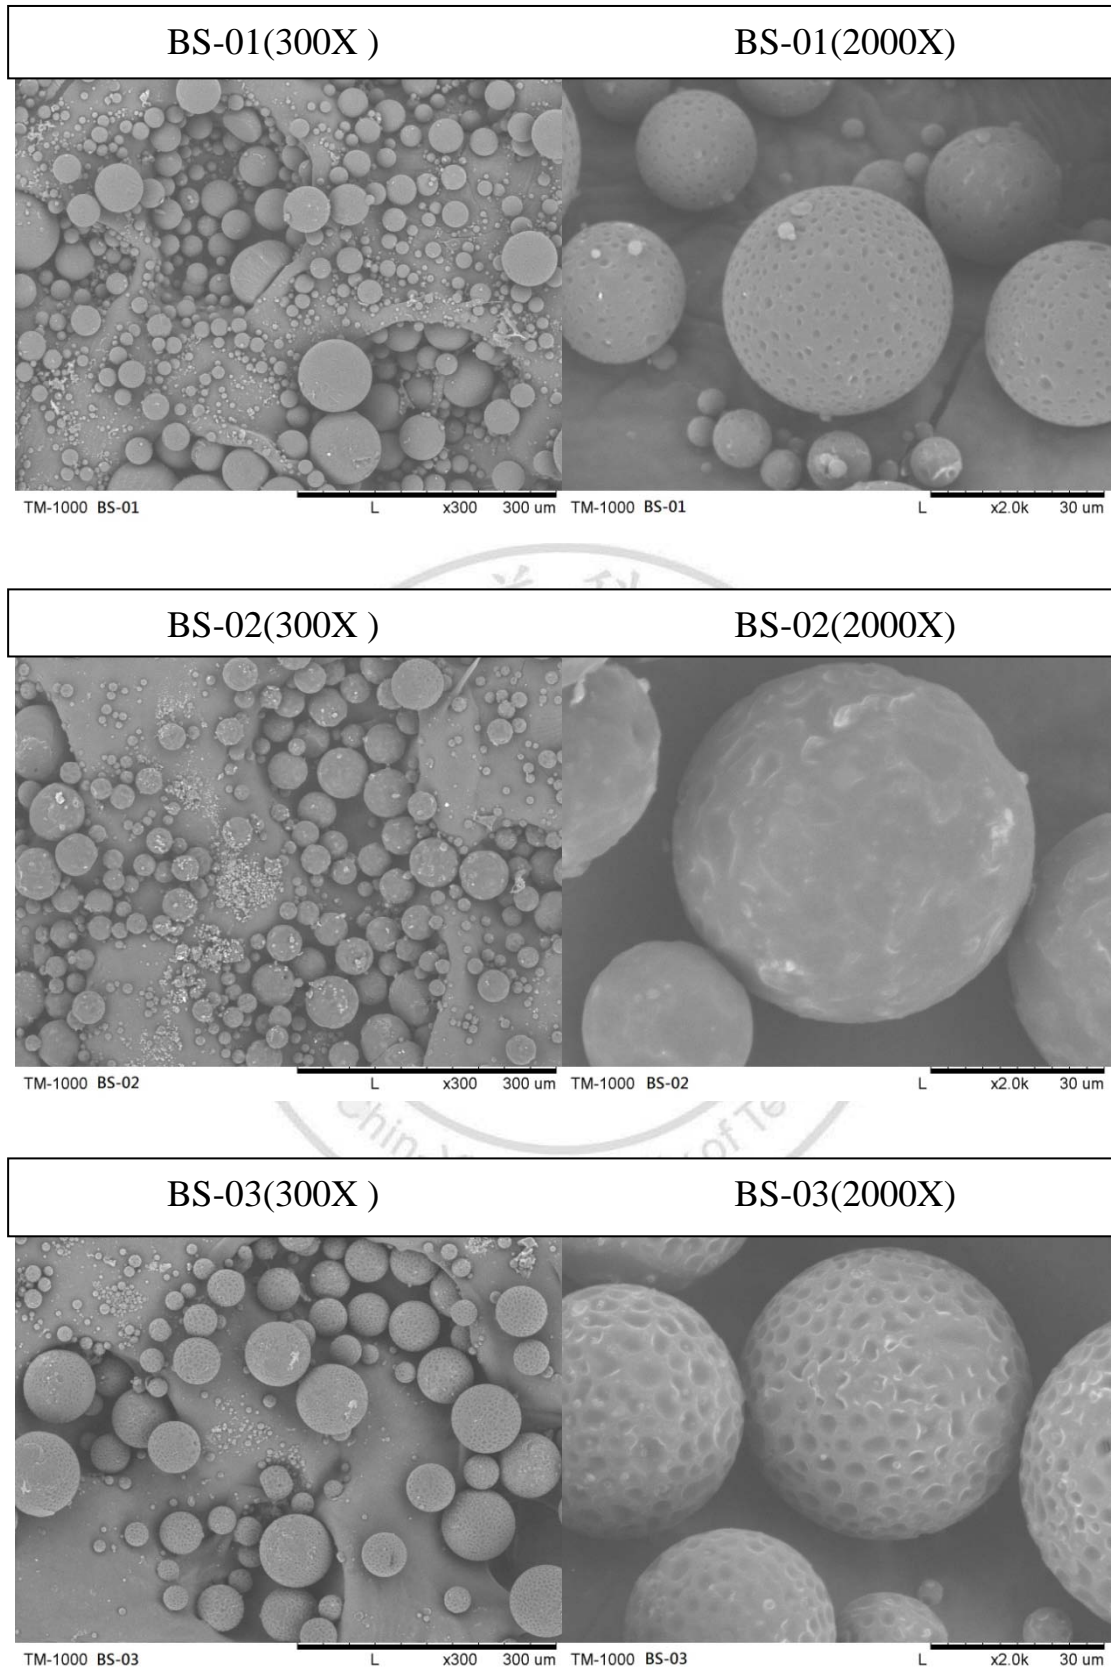 BS-01(300X ) BS-01(2000X)
TM-1000 BS-01 L x300 300 um TM-1000 BS-01 L x2.0k 30 um
BS-02(300X ) BS-02(2000X)
TM-1000 BS-02 L x300 300 um TM-1000 BS-02 L x2.0k 30 um
Chin- of Te
BS-03(300X ) BS-03(2000X)
TM-1000 BS-03 L x300 300 um TM-1000 BS-03 L x2.0k 30 um